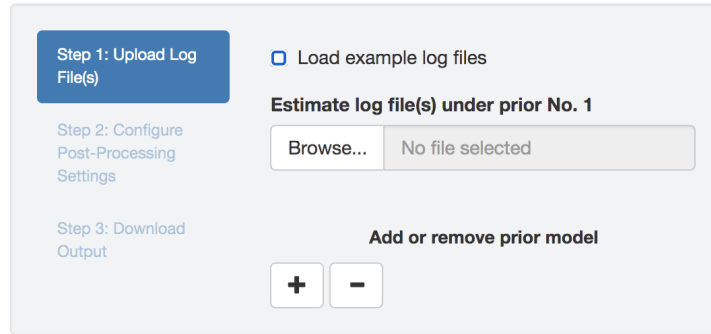 Step 1: Upload Log
File(s)
Step 2: Configure
Post-Processing
Settings
Step 3: Download
Output
Load example log files
Estimate log file(s) under prior No. 1
Browse... No file selected
Add or remove prior model
+ −